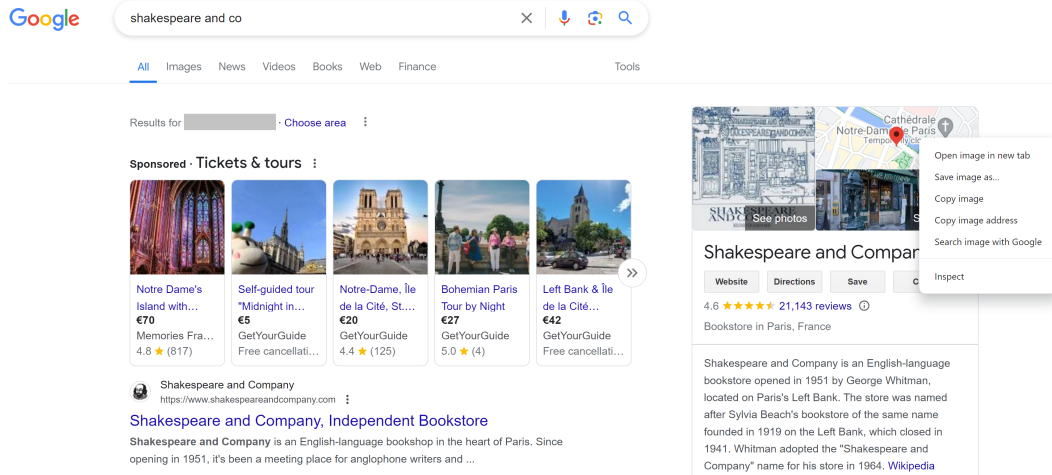 Google
shakespeare and co
All Images News Videos Books Web Finance Tools
Results for · Choose area
Sponsored · Tickets & tours
Notre Dame's
Island with…
€70
Memories Fra…
4.8 (817)
Self-guided tour
"Midnight in…
€5
GetYourGuide
Free cancellati…
Notre-Dame, Île
de la Cité, St.…
€20
GetYourGuide
4.4 (125)
Bohemian Paris
Tour by Night
€27
GetYourGuide
5.0 (4)
Left Bank & Île
de la Cité…
€42
GetYourGuide
Free cancellati…
Shakespeare and Company
https://www.shakespeareandcompany.com
Shakespeare and Company, Independent Bookstore
Shakespeare and Company is an English-language bookshop in the heart of Paris. Since
opening in 1951, it's been a meeting place for anglophone writers and ...
SHAKESPEARE AND COMPANY
SHAKESPEARE
AND CO
See photos
Cathédrale
Notre-Dame de Paris
Temporarily clo
S
Open image in new tab
Save image as...
Copy image
Copy image address
Search image with Google
Inspect
Shakespeare and Compan
Website Directions Save C
4.6 21,143 reviews
Bookstore in Paris, France
Shakespeare and Company is an English-language
bookstore opened in 1951 by George Whitman,
located on Paris's Left Bank. The store was named
after Sylvia Beach's bookstore of the same name
founded in 1919 on the Left Bank, which closed in
1941. Whitman adopted the "Shakespeare and
Company" name for his store in 1964. Wikipedia